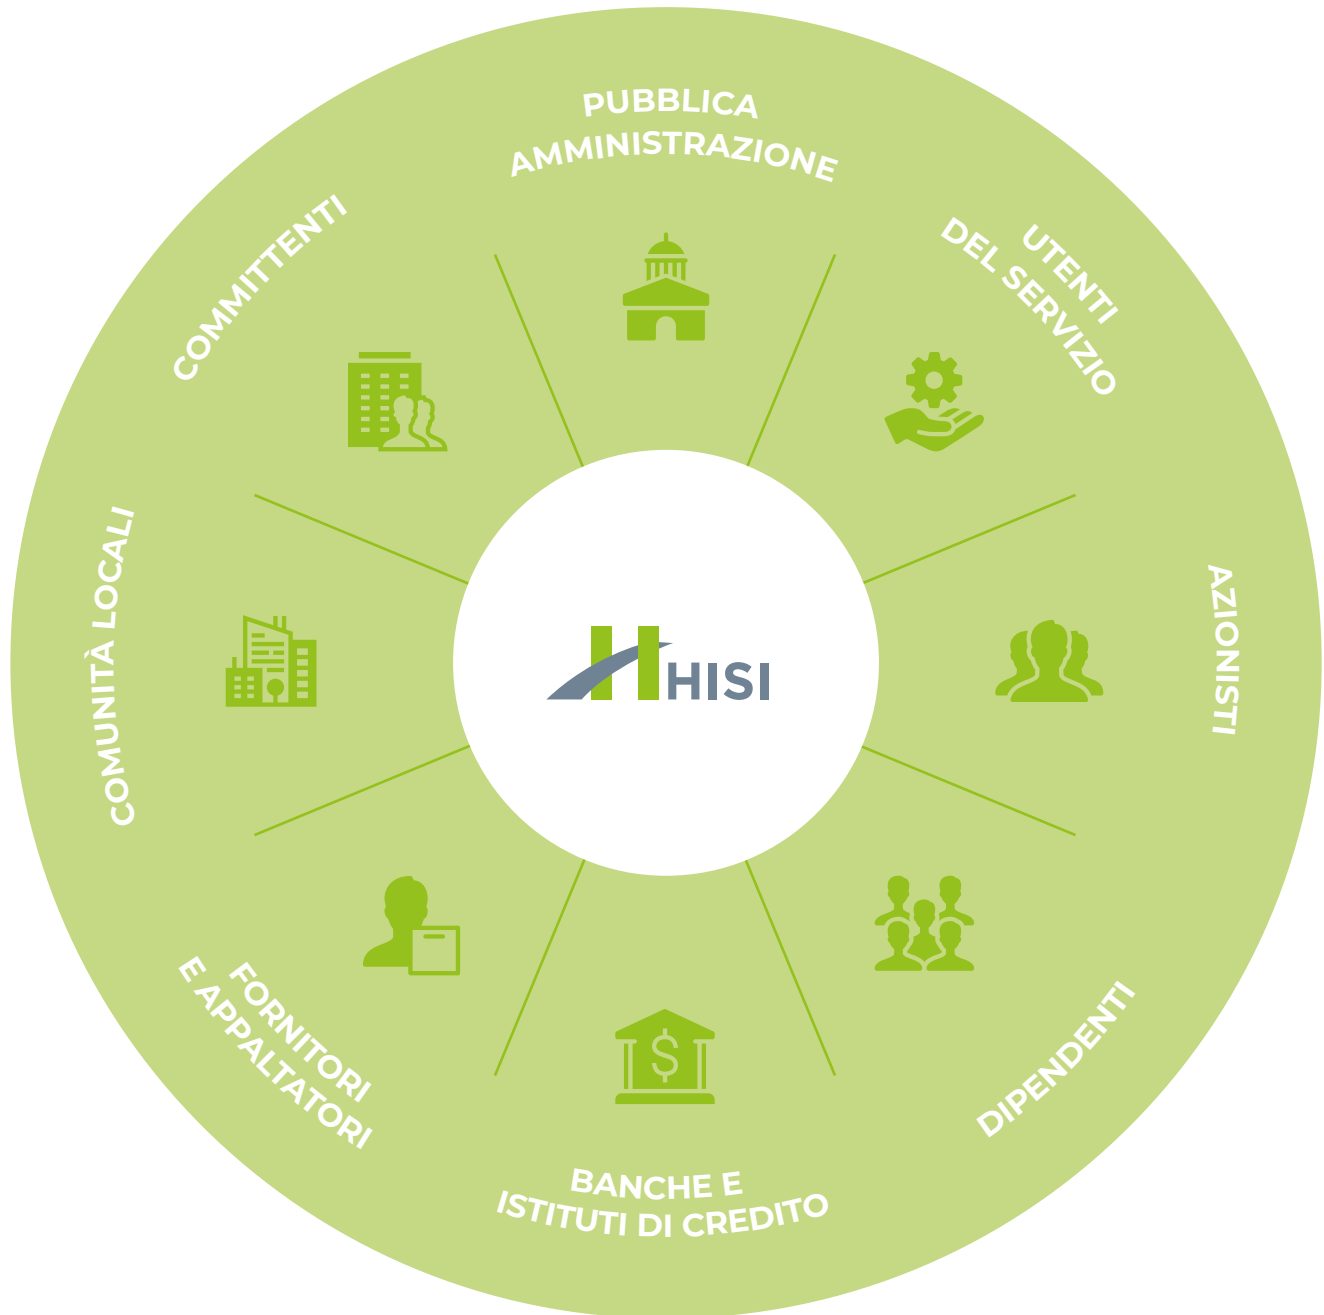 PUBBLICA
AMMINISTRAZIONE
UTENTI
DEL SERVIZIO
AZIONISTI
DIPENDENTI
BANCHE E
ISTITUTI DI CREDITO
FORNITORI
E APPALTATORI
COMUNITÀ LOCALI
COMMITTENTI
HISI
$